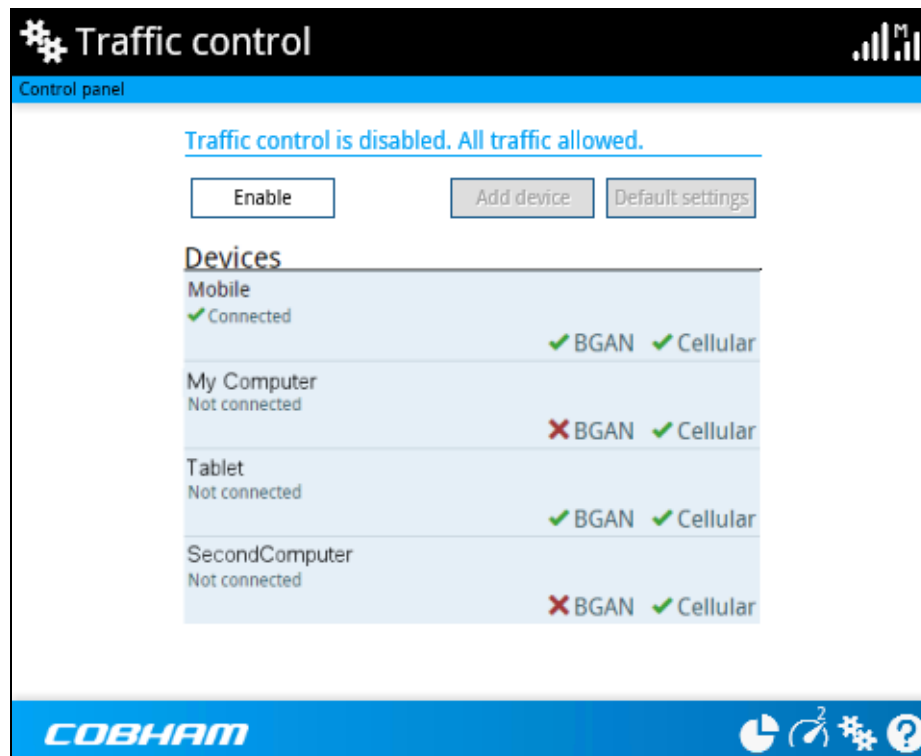 Traffic control
M
Control panel
Traffic control is disabled. All traffic allowed.
Enable Add device Default settings
Devices
Mobile
Connected
BGAN Cellular
My Computer
Not connected
BGAN Cellular
Tablet
Not connected
BGAN Cellular
SecondComputer
Not connected
BGAN Cellular
COBHAM 2 ?